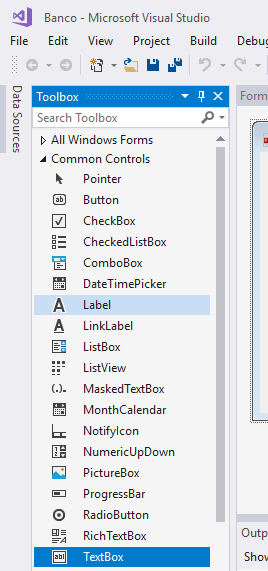 Banco - Microsoft Visual Studio
File Edit View Project Build Debu
Data Sources
Toolbox
Form
Search Toolbox
All Windows Forms
Common Controls
Pointer
Button
CheckBox
CheckedListBox
ComboBox
DateTimePicker
Label
LinkLabel
ListBox
ListView
MaskedTextBox
MonthCalendar
NotifyIcon
NumericUpDown
PictureBox
ProgressBar
RadioButton
RichTextBox
TextBox
Outp
Show